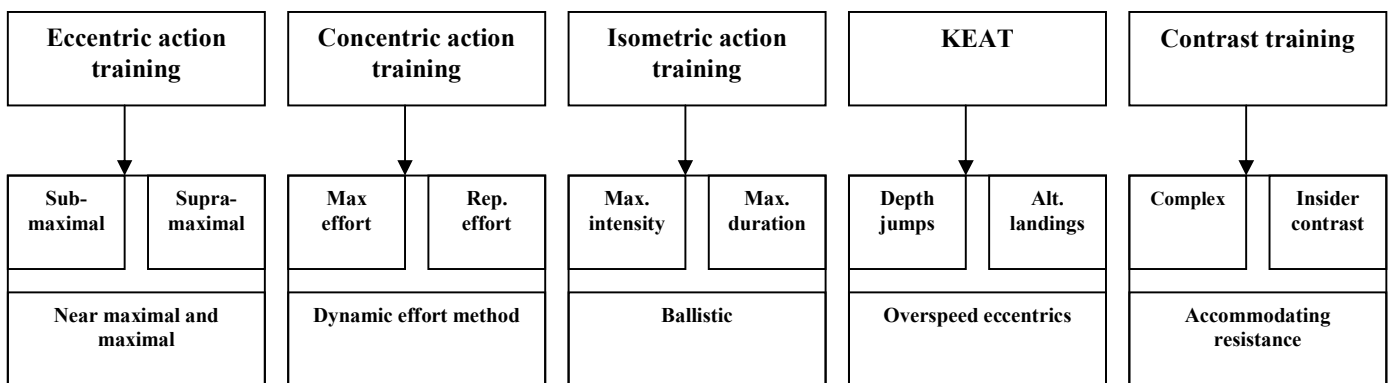 Eccentric action
training
Concentric action
training
Isometric action
training
KEAT
Contrast training
Sub-
maximal
Supra-
maximal
Max
effort
Rep.
effort
Max.
intensity
Max.
duration
Depth
jumps
Alt.
landings
Complex
Insider
contrast
Near maximal and
maximal
Dynamic effort method
Ballistic
Overspeed eccentrics
Accommodating
resistance